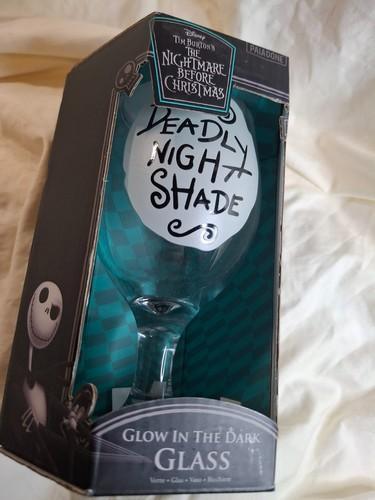 Disney
TIM BURTON'S
THE
NIGHTMARE
BEFORE
CHRISTMAS
PALADONE
DEADLY
NIGHT
SHADE
GLOW IN THE DARK
GLASS
Verre • Glas • Vaso • Bicchiere